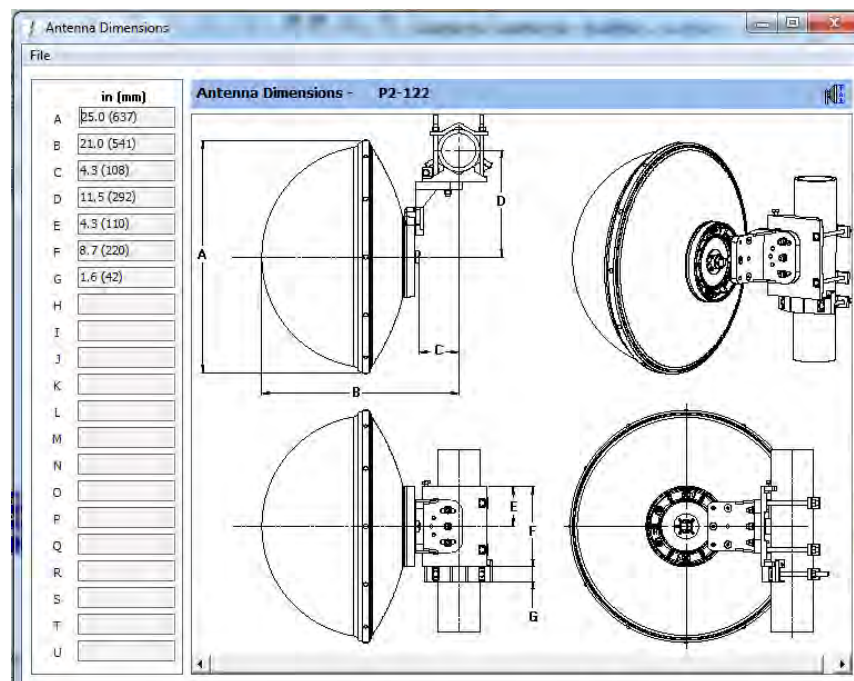 Antenna Dimensions
File
in (mm)
A 25.0 (637)
B 21.0 (541)
C 4.3 (108)
D 11.5 (292)
E 4.3 (110)
F 8.7 (220)
G 1.6 (42)
H
I
J
K
L
M
N
O
P
Q
R
S
T
U
Antenna Dimensions - P2-122
A
B
C
D
E
F
G